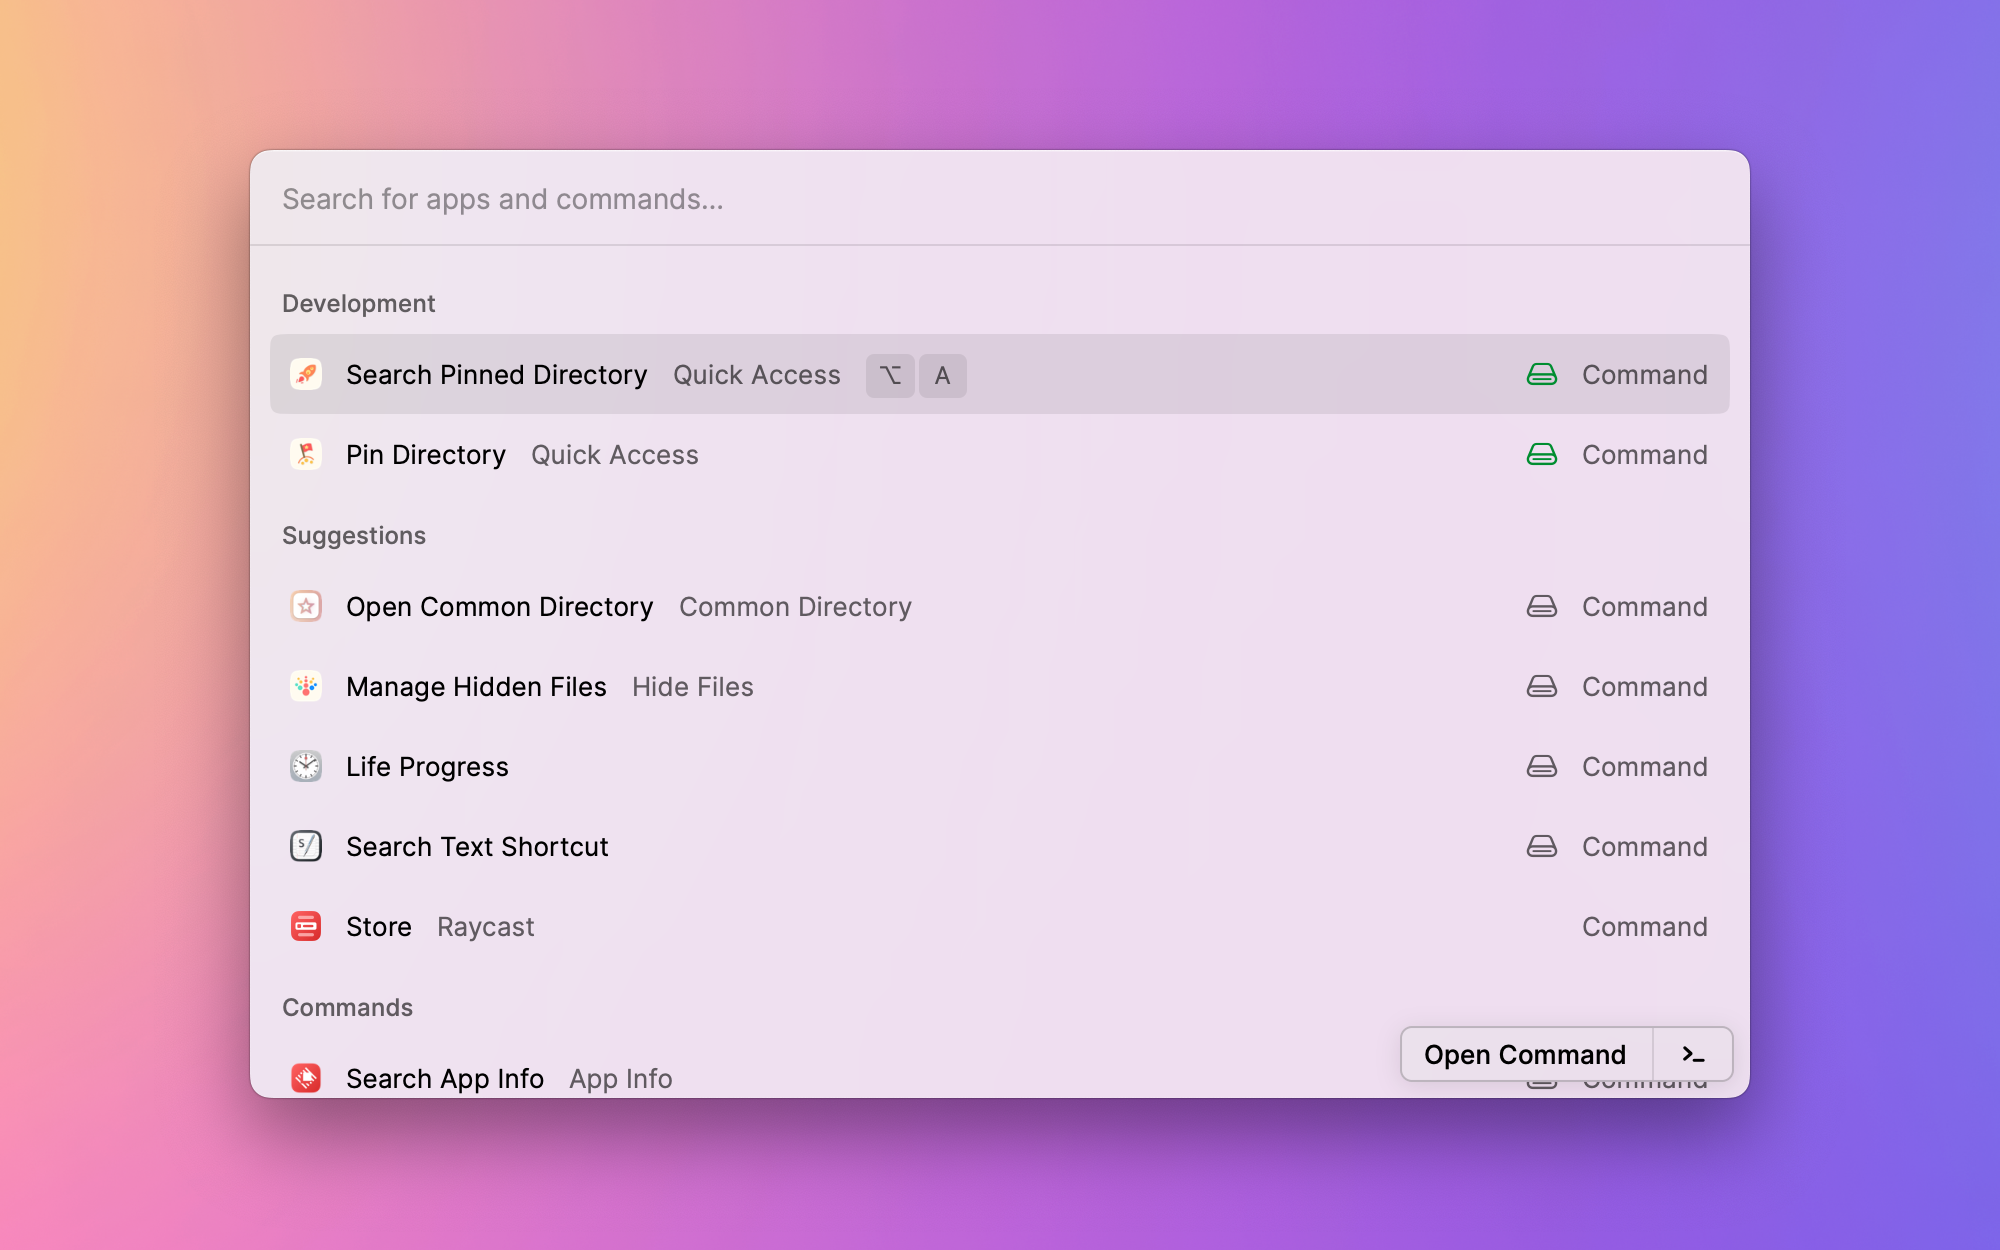 Search for apps and commands...
Development
Search Pinned Directory Quick Access ⌥ A Command
Pin Directory Quick Access Command
Suggestions
Open Common Directory Common Directory Command
Manage Hidden Files Hide Files Command
Life Progress Command
S/ Search Text Shortcut Command
Store Raycast Command
Commands
Open Command >_
Search App Info App Info Command